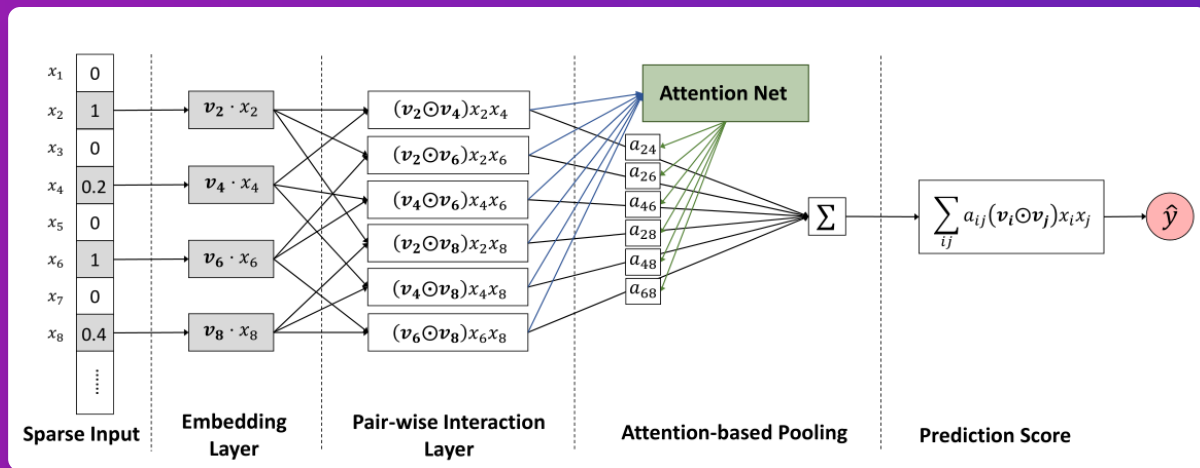 x₁ 0
x₂ 1
x₃ 0
x₄ 0.2
x₅ 0
x₆ 1
x₇ 0
x₈ 0.4
......
Sparse Input
v₂ · x₂
v₄ · x₄
v₆ · x₆
v₈ · x₈
Embedding
Layer
(v₂⊙v₄)x₂x₄
(v₂⊙v₆)x₂x₆
(v₄⊙v₆)x₄x₆
(v₂⊙v₈)x₂x₈
(v₄⊙v₈)x₄x₈
(v₆⊙v₈)x₆x₈
Pair-wise Interaction
Layer
Attention Net
a₂₄
a₂₆
a₄₆
a₂₈
a₄₈
a₆₈
Σ
Attention-based Pooling
∑ᵢⱼ aᵢⱼ(vᵢ⊙vⱼ)xᵢxⱼ
ŷ
Prediction Score